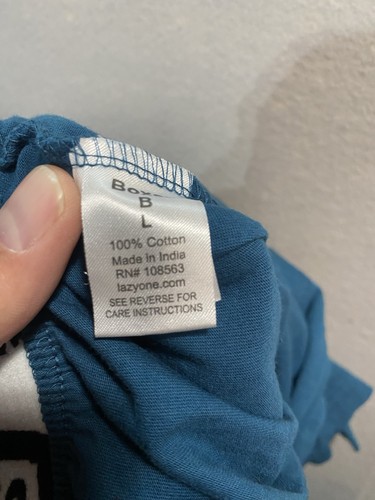 B
L
100% Cotton
Made in India
RN# 108563
lazyone.com
SEE REVERSE FOR
CARE INSTRUCTIONS